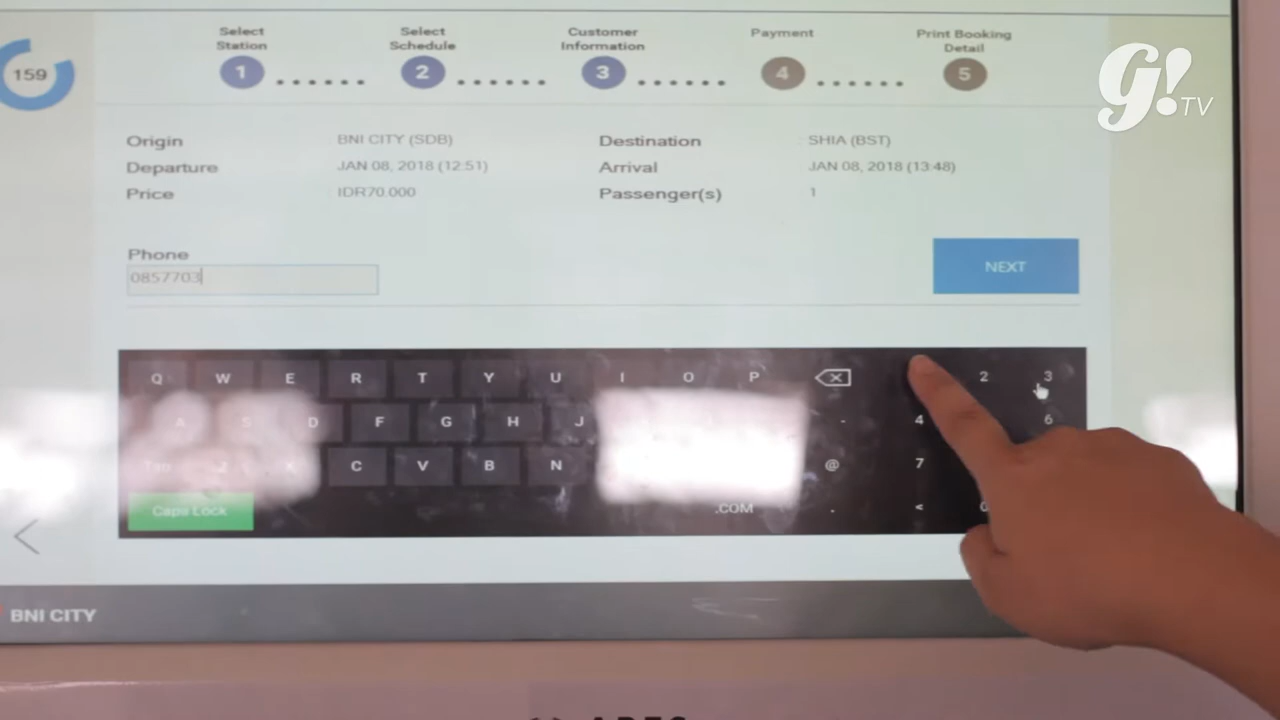 Select Station
Select Schedule
Customer Information
Payment
Print Booking Detail
159
1
2
3
4
5
g! TV
Origin BNI CITY (SDB) Destination : SHIA (BST)
Departure JAN 08, 2018 (12:51) Arrival JAN 08, 2018 (13:48)
Price : IDR70.000 Passenger(s) : 1
Phone
0857703
NEXT
Q W E R T Y U I O P 2 3
A S D F G H J - 4 6
Tab Z X C V B N @ 7
Caps Lock .COM . < 0
BNI CITY